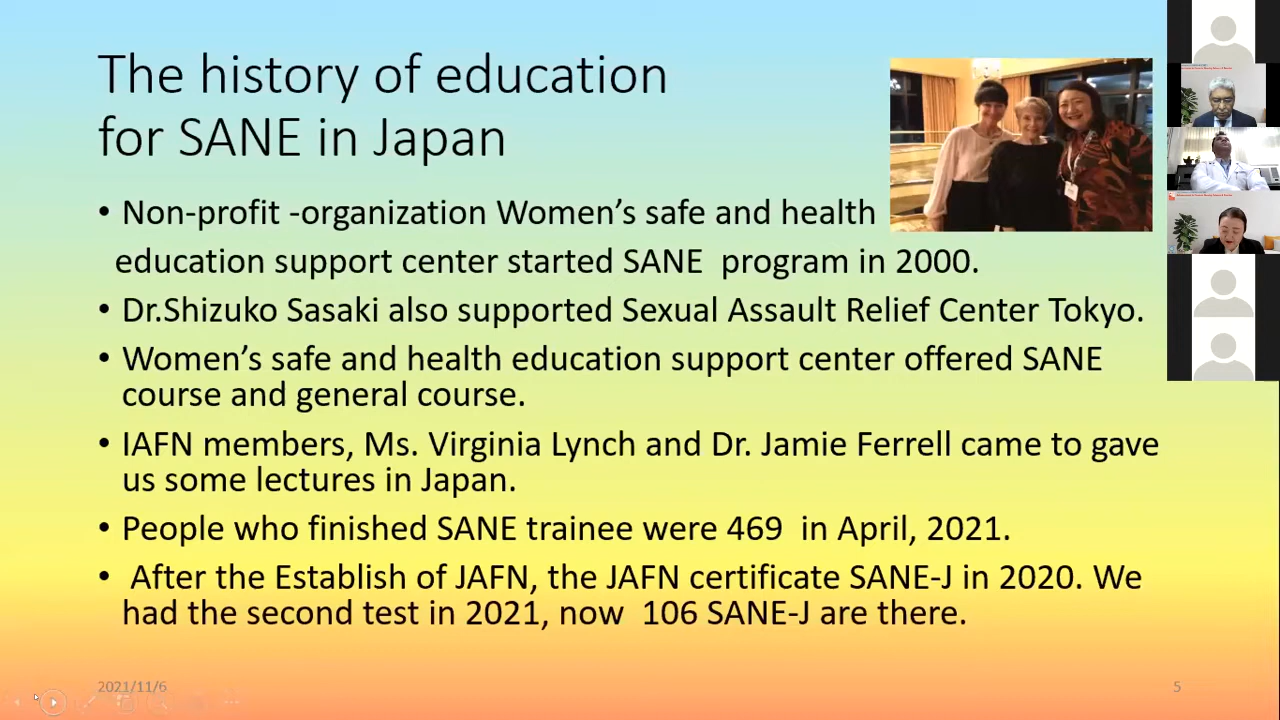 The history of education
for SANE in Japan
• Non-profit -organization Women’s safe and health
education support center started SANE  program in 2000.
• Dr.Shizuko Sasaki also supported Sexual Assault Relief Center Tokyo.
• Women’s safe and health education support center offered SANE
course and general course.
• IAFN members, Ms. Virginia Lynch and Dr. Jamie Ferrell came to gave
us some lectures in Japan.
• People who finished SANE trainee were 469  in April, 2021.
• After the Establish of JAFN, the JAFN certificate SANE-J in 2020. We
had the second test in 2021, now  106 SANE-J are there.
2021/11/6
5